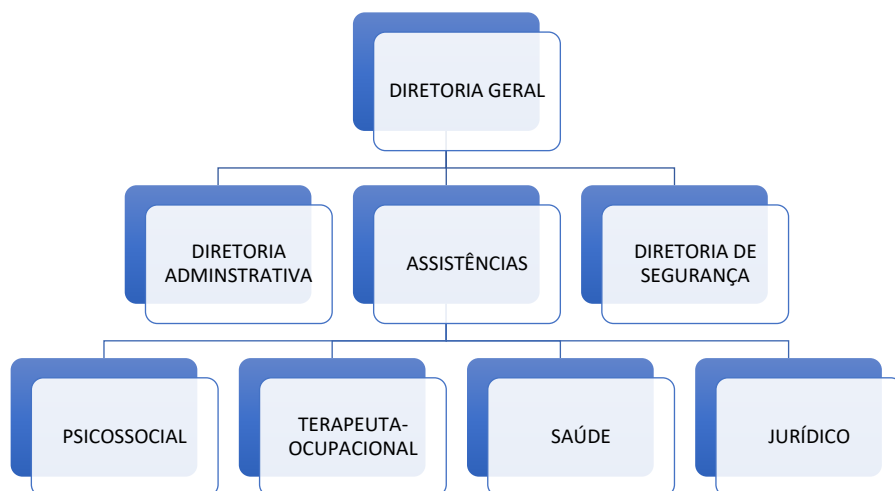 DIRETORIA GERAL
DIRETORIA
ADMINSTRATIVA
ASSISTÊNCIAS
DIRETORIA DE
SEGURANÇA
PSICOSSOCIAL
TERAPEUTA-
OCUPACIONAL
SAÚDE
JURÍDICO